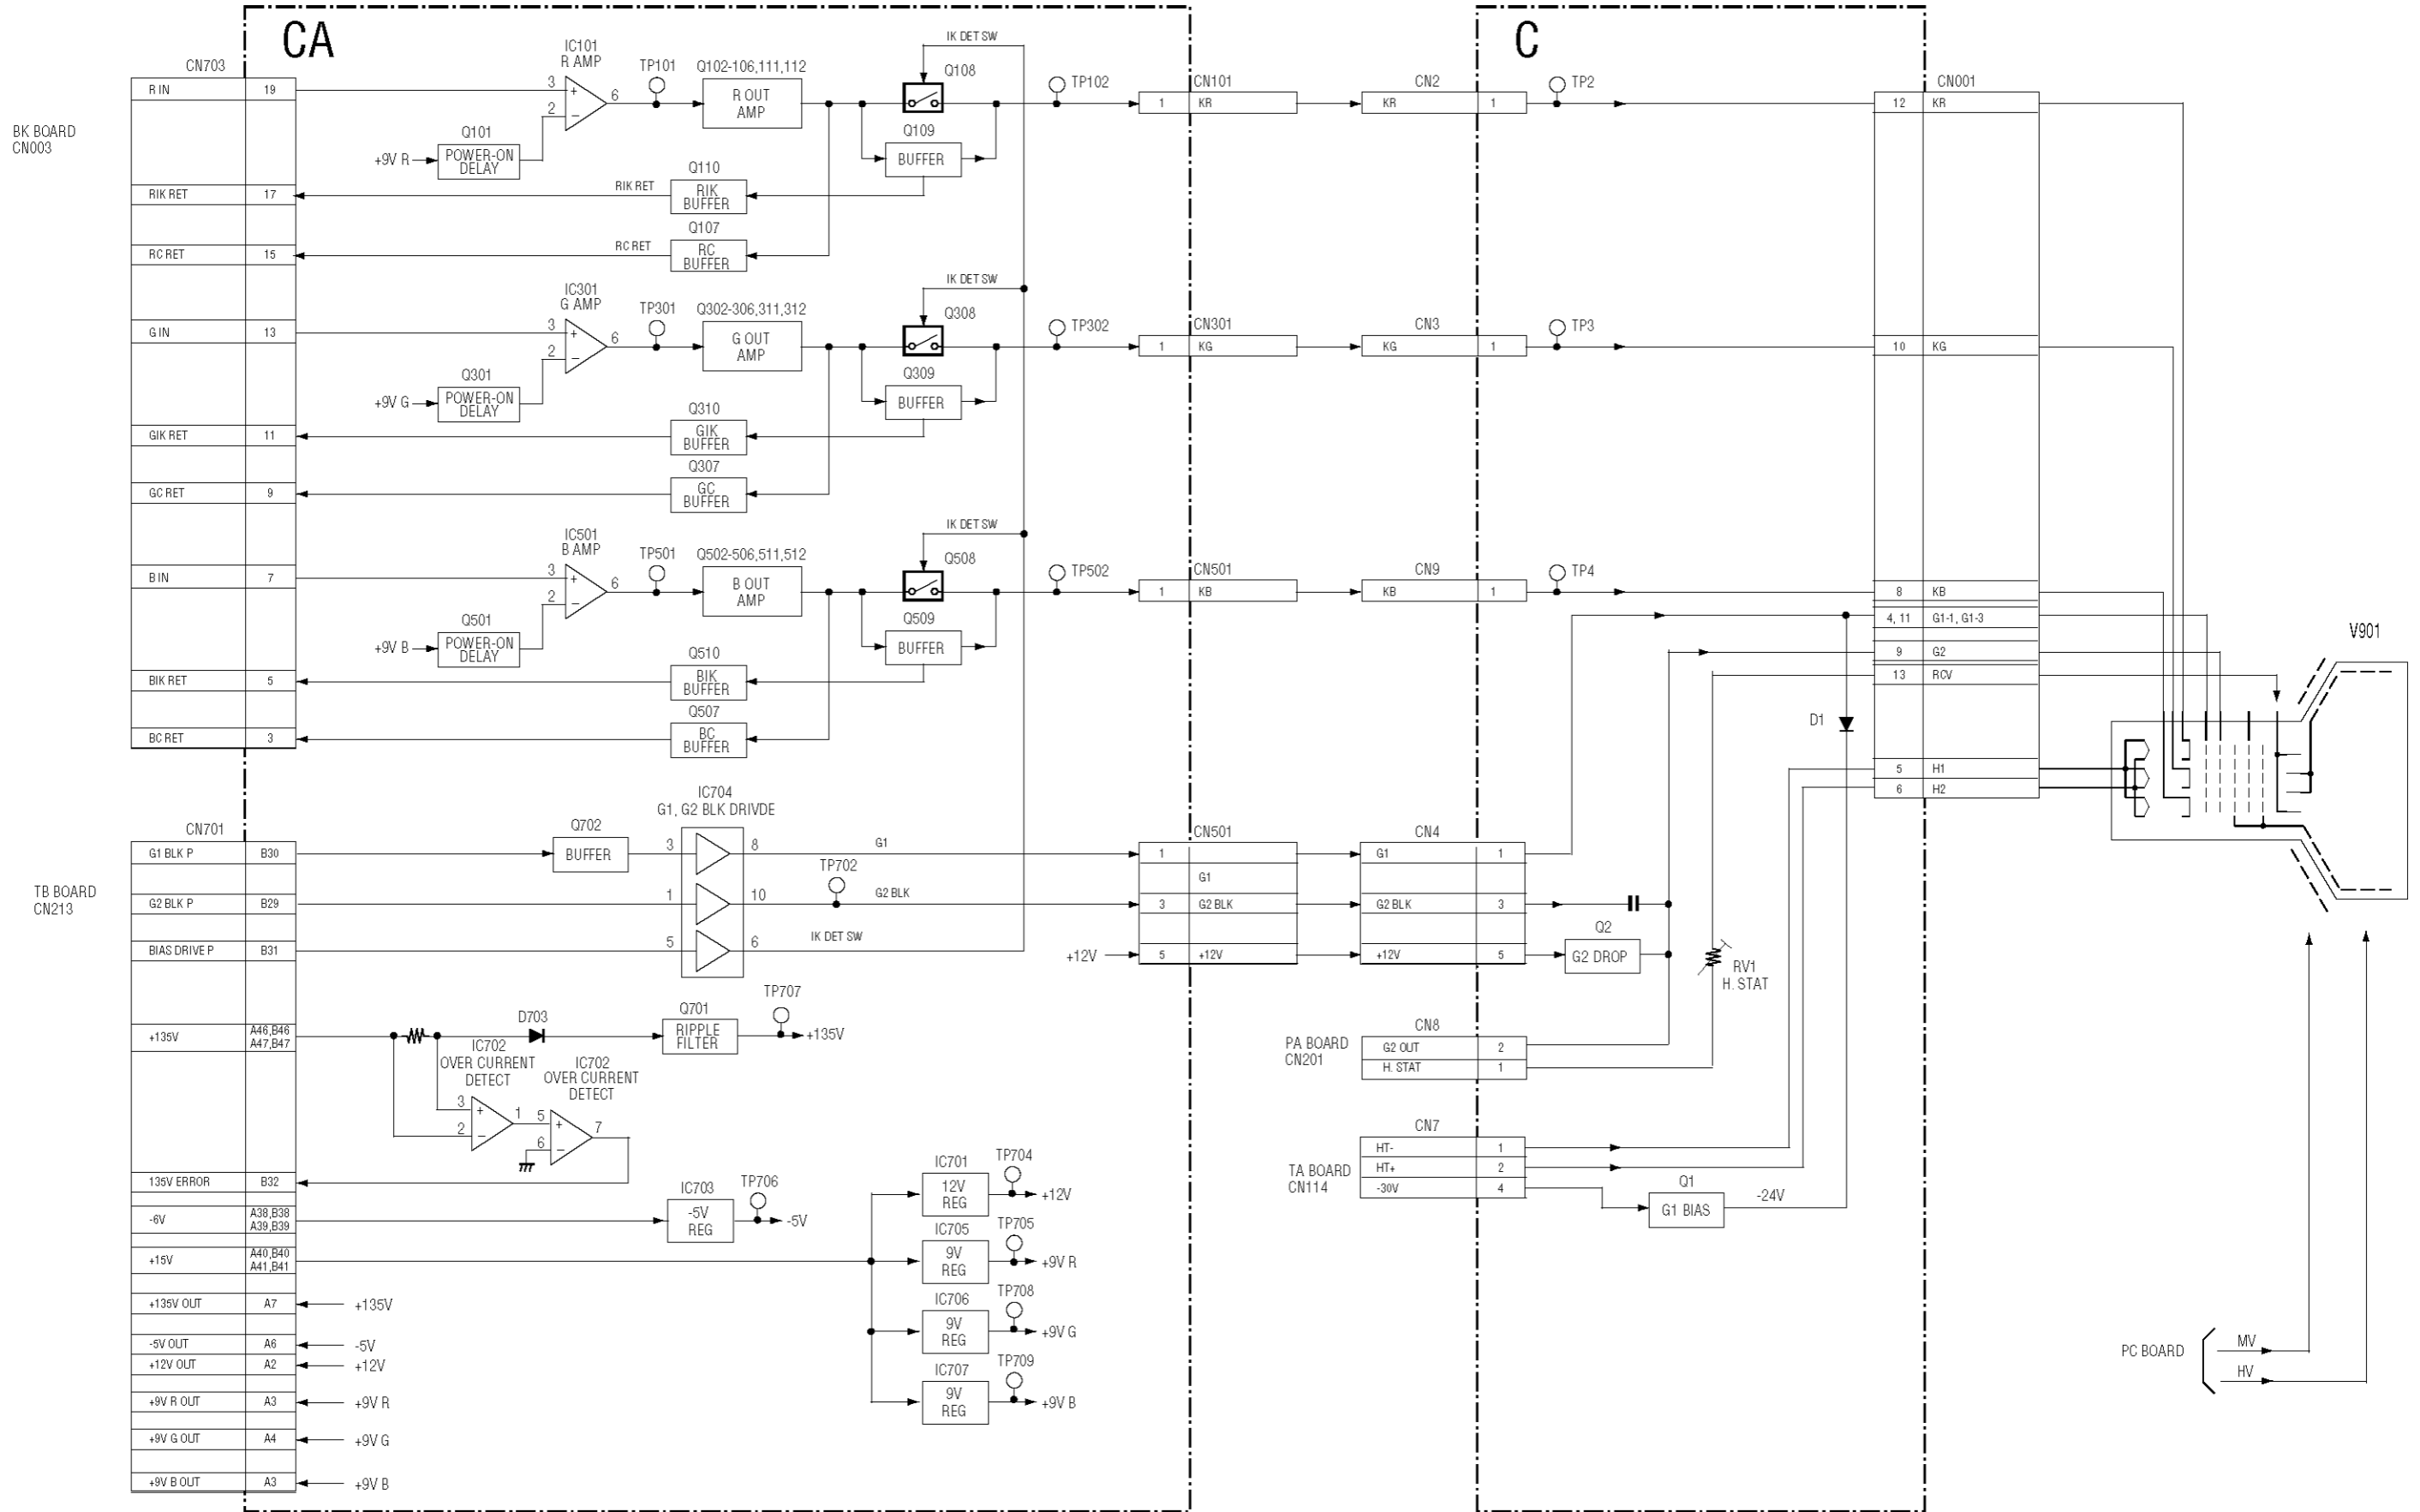 CA
C
BK BOARD
CN003
CN703
R IN 19
RIK RET 17
RC RET 15
G IN 13
GIK RET 11
GC RET 9
B IN 7
BIK RET 5
BC RET 3
IC101
R AMP
3
+
2
−
6
TP101
Q102-106,111,112
R OUT
AMP
IK DET SW
Q108
Q109
BUFFER
TP102
Q101
+9V R
POWER-ON
DELAY
Q110
RIK RET
RIK
BUFFER
Q107
RC RET
RC
BUFFER
IC301
G AMP
3
+
2
−
6
TP301
Q302-306,311,312
G OUT
AMP
IK DET SW
Q308
Q309
BUFFER
TP302
Q301
+9V G
POWER-ON
DELAY
Q310
GIK
BUFFER
Q307
GC
BUFFER
IC501
B AMP
3
+
2
−
6
TP501
Q502-506,511,512
B OUT
AMP
IK DET SW
Q508
Q509
BUFFER
TP502
Q501
+9V B
POWER-ON
DELAY
Q510
BIK
BUFFER
Q507
BC
BUFFER
CN101
1 KR
CN2
KR 1
TP2
CN301
1 KG
CN3
KG 1
TP3
CN501
1 KB
CN9
KB 1
TP4
CN001
12 KR
10 KG
8 KB
4, 11 G1-1, G1-3
9 G2
13 RCV
5 H1
6 H2
D1
V901
TB BOARD
CN213
CN701
G1 BLK P B30
G2 BLK P B29
BIAS DRIVE P B31
+135V A46,B46
A47,B47
135V ERROR B32
-6V A38,B38
A39,B39
+15V A40,B40
A41,B41
+135V OUT A7 +135V
-5V OUT A6 -5V
+12V OUT A2 +12V
+9V R OUT A3 +9V R
+9V G OUT A4 +9V G
+9V B OUT A3 +9V B
Q702
BUFFER
IC704
G1, G2 BLK DRIVDE
3 8 G1
1 10 G2 BLK
TP702
5 6 IK DET SW
D703
Q701
RIPPLE
FILTER
TP707
+135V
IC702
OVER CURRENT
DETECT
3
+
2
−
1
IC702
OVER CURRENT
DETECT
5
+
6
−
7
IC703
-5V
REG
TP706
-5V
IC701
12V
REG
TP704
+12V
IC705
9V
REG
TP705
+9V R
IC706
9V
REG
TP708
+9V G
IC707
9V
REG
TP709
+9V B
CN501
1
G1
3 G2 BLK
+12V
5 +12V
CN4
G1 1
G2 BLK 3
+12V 5
Q2
G2 DROP
RV1
H. STAT
PA BOARD
CN201
CN8
G2 OUT 2
H. STAT 1
TA BOARD
CN114
CN7
HT- 1
HT+ 2
-30V 4
Q1
G1 BIAS
-24V
PC BOARD
MV
HV